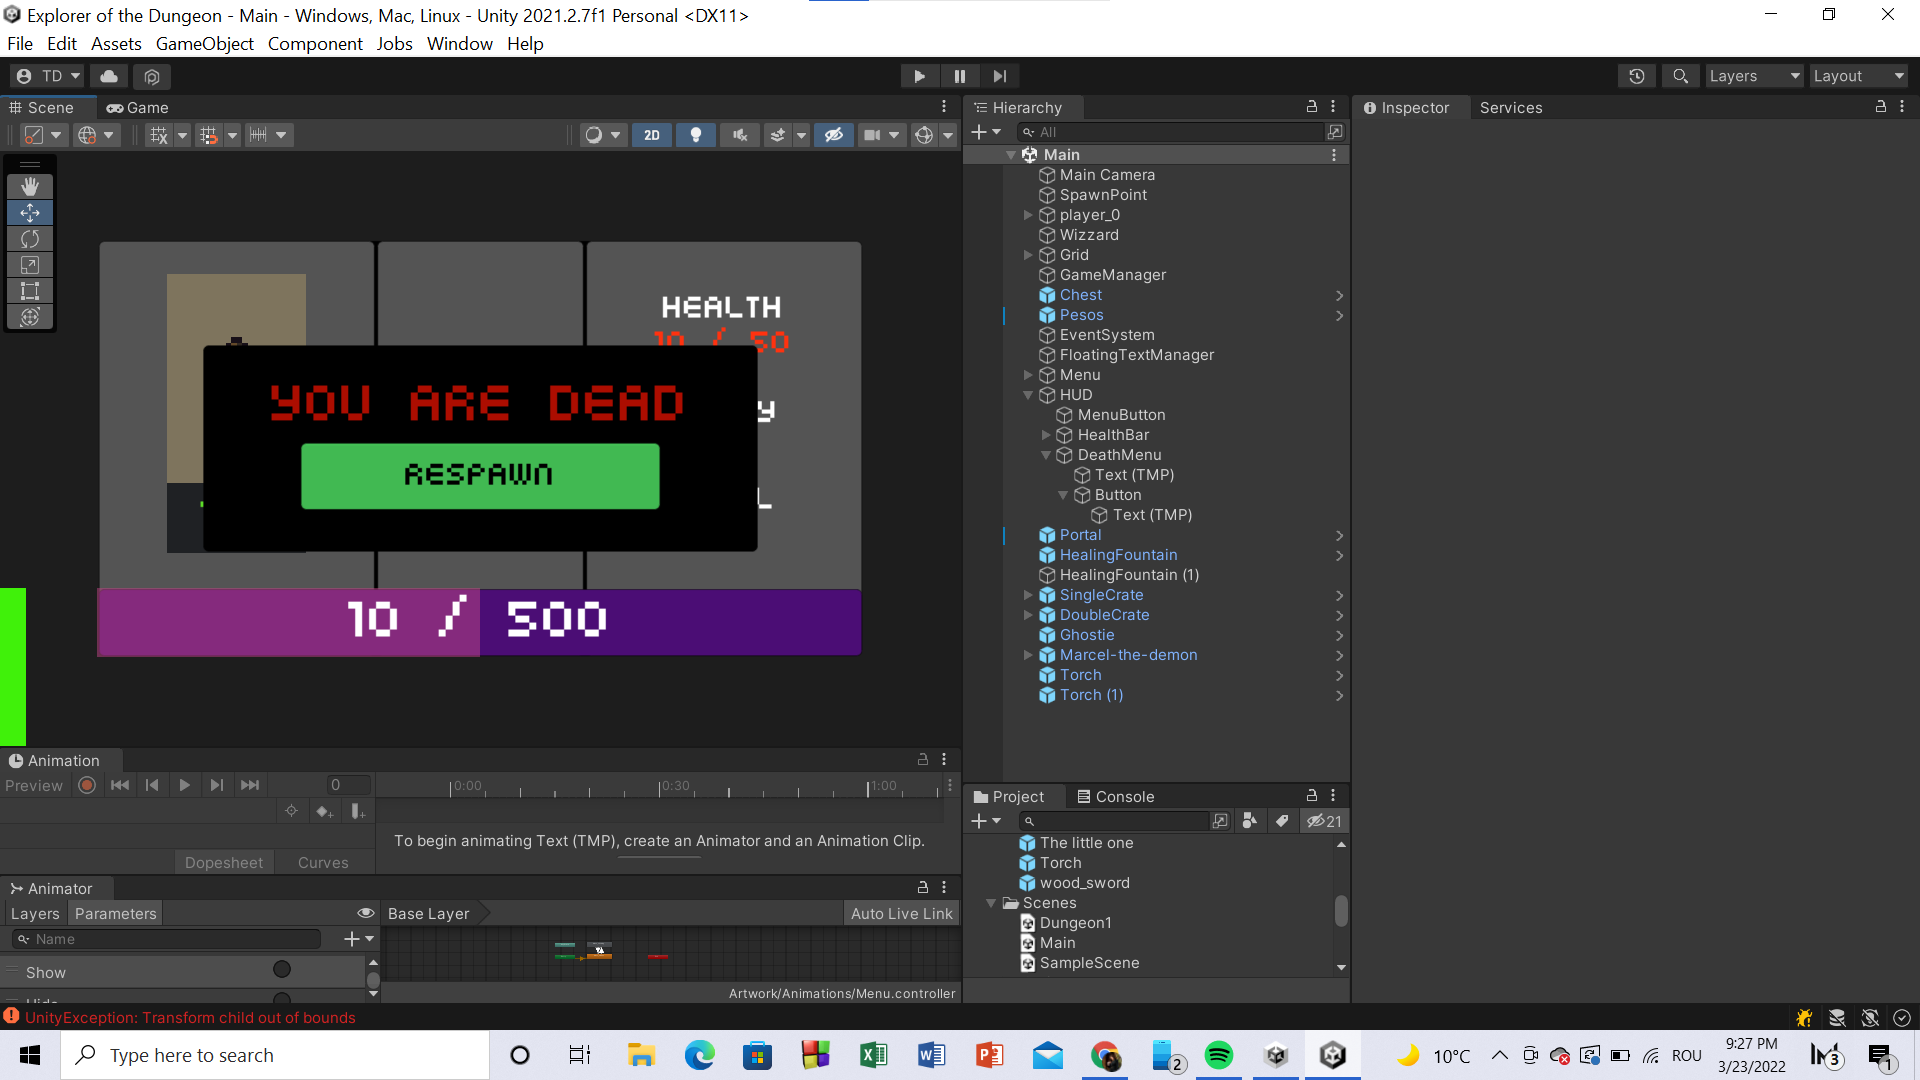 Explorer of the Dungeon - Main - Windows, Mac, Linux - Unity 2021.2.7f1 Personal <DX11>
File Edit Assets GameObject Component Jobs Window Help
TD
Layers
Layout
Scene
Game
2D
HEALTH
10 / 50
YOU ARE DEAD
RESPAWN
10 / 500
Hierarchy
All
Main
Main Camera
SpawnPoint
player_0
Wizzard
Grid
GameManager
Chest
Pesos
EventSystem
FloatingTextManager
Menu
HUD
MenuButton
HealthBar
DeathMenu
Text (TMP)
Button
Text (TMP)
Portal
HealingFountain
HealingFountain (1)
SingleCrate
DoubleCrate
Ghostie
Marcel-the-demon
Torch
Torch (1)
Inspector
Services
Animation
Preview
0
0:00
0:30
1:00
To begin animating Text (TMP), create an Animator and an Animation Clip.
Dopesheet
Curves
Animator
Layers
Parameters
Base Layer
Auto Live Link
Name
Show
Hide
Artwork/Animations/Menu.controller
Project
Console
21
The little one
Torch
wood_sword
Scenes
Dungeon1
Main
SampleScene
UnityException: Transform child out of bounds
Type here to search
2
10°C
ROU
9:27 PM
3/23/2022
3
1